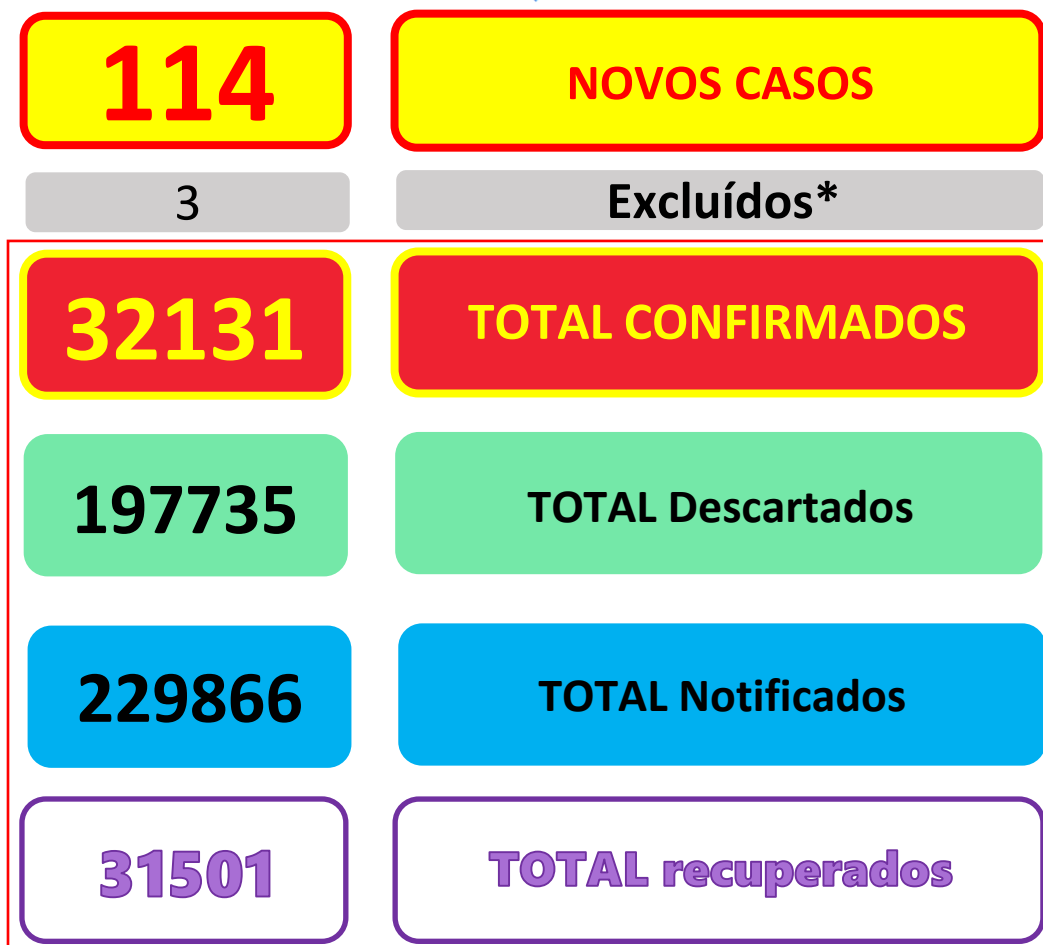 114 NOVOS CASOS
3 Excluídos*
32131 TOTAL CONFIRMADOS
197735 TOTAL Descartados
229866 TOTAL Notificados
31501 TOTAL recuperados